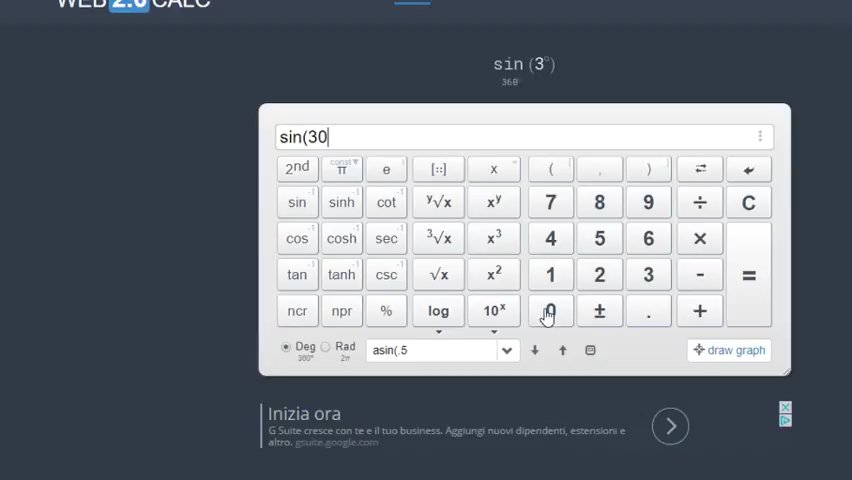 WEB 2.0 CALC
sin (3°)
360°
sin(30
2nd const π e [::] x ( , ) 
sin sinh cot y√x x^y 7 8 9 ÷ C
cos cosh sec 3√x x^3 4 5 6 ×
tan tanh csc √x x^2 1 2 3 - =
ncr npr % log 10^x 0 ± . +
Deg Rad asin(.5 draw graph
360° 2π
Inizia ora
G Suite cresce con te e il tuo business. Aggiungi nuovi dipendenti, estensioni e
altro. gsuite.google.com